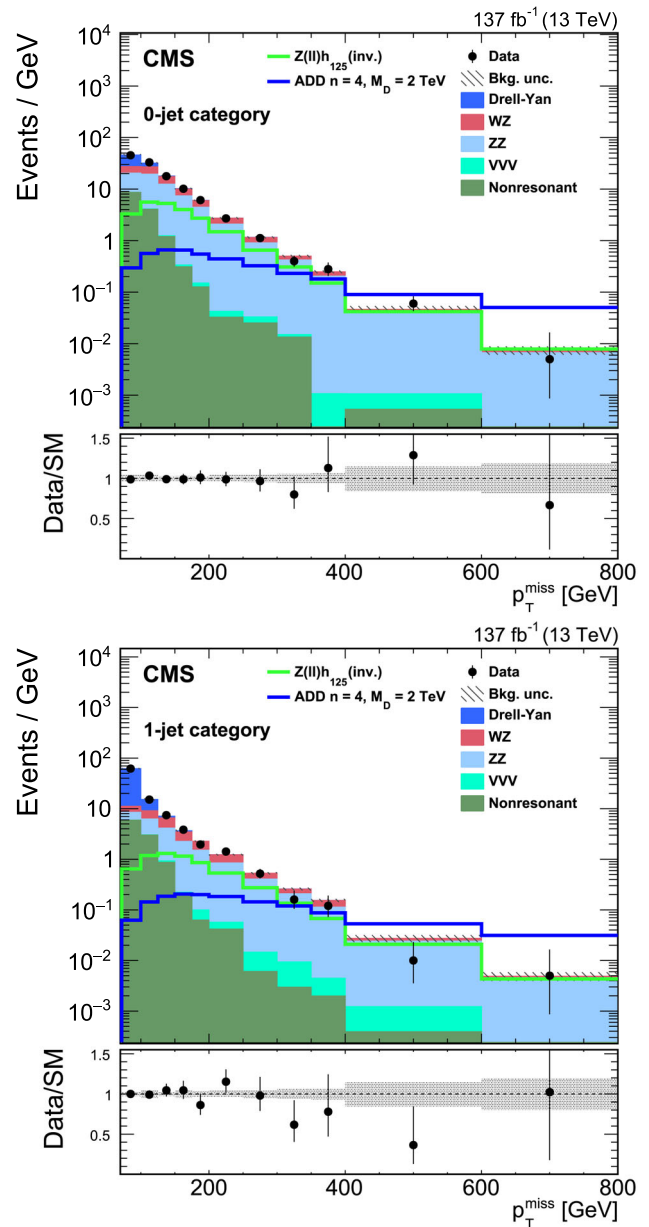 137 fb⁻¹ (13 TeV)
Events / GeV
10⁴
10³
10²
10
1
10⁻¹
10⁻²
10⁻³
CMS
0-jet category
Z(ll)h₁₂₅(inv.)
ADD n = 4, M_D = 2 TeV
Data
Bkg. unc.
Drell-Yan
WZ
ZZ
VVV
Nonresonant
Data/SM
1.5
1
0.5
200 400 600 800
p_T^miss [GeV]
137 fb⁻¹ (13 TeV)
Events / GeV
10⁴
10³
10²
10
1
10⁻¹
10⁻²
10⁻³
CMS
1-jet category
Z(ll)h₁₂₅(inv.)
ADD n = 4, M_D = 2 TeV
Data
Bkg. unc.
Drell-Yan
WZ
ZZ
VVV
Nonresonant
Data/SM
1.5
1
0.5
200 400 600 800
p_T^miss [GeV]